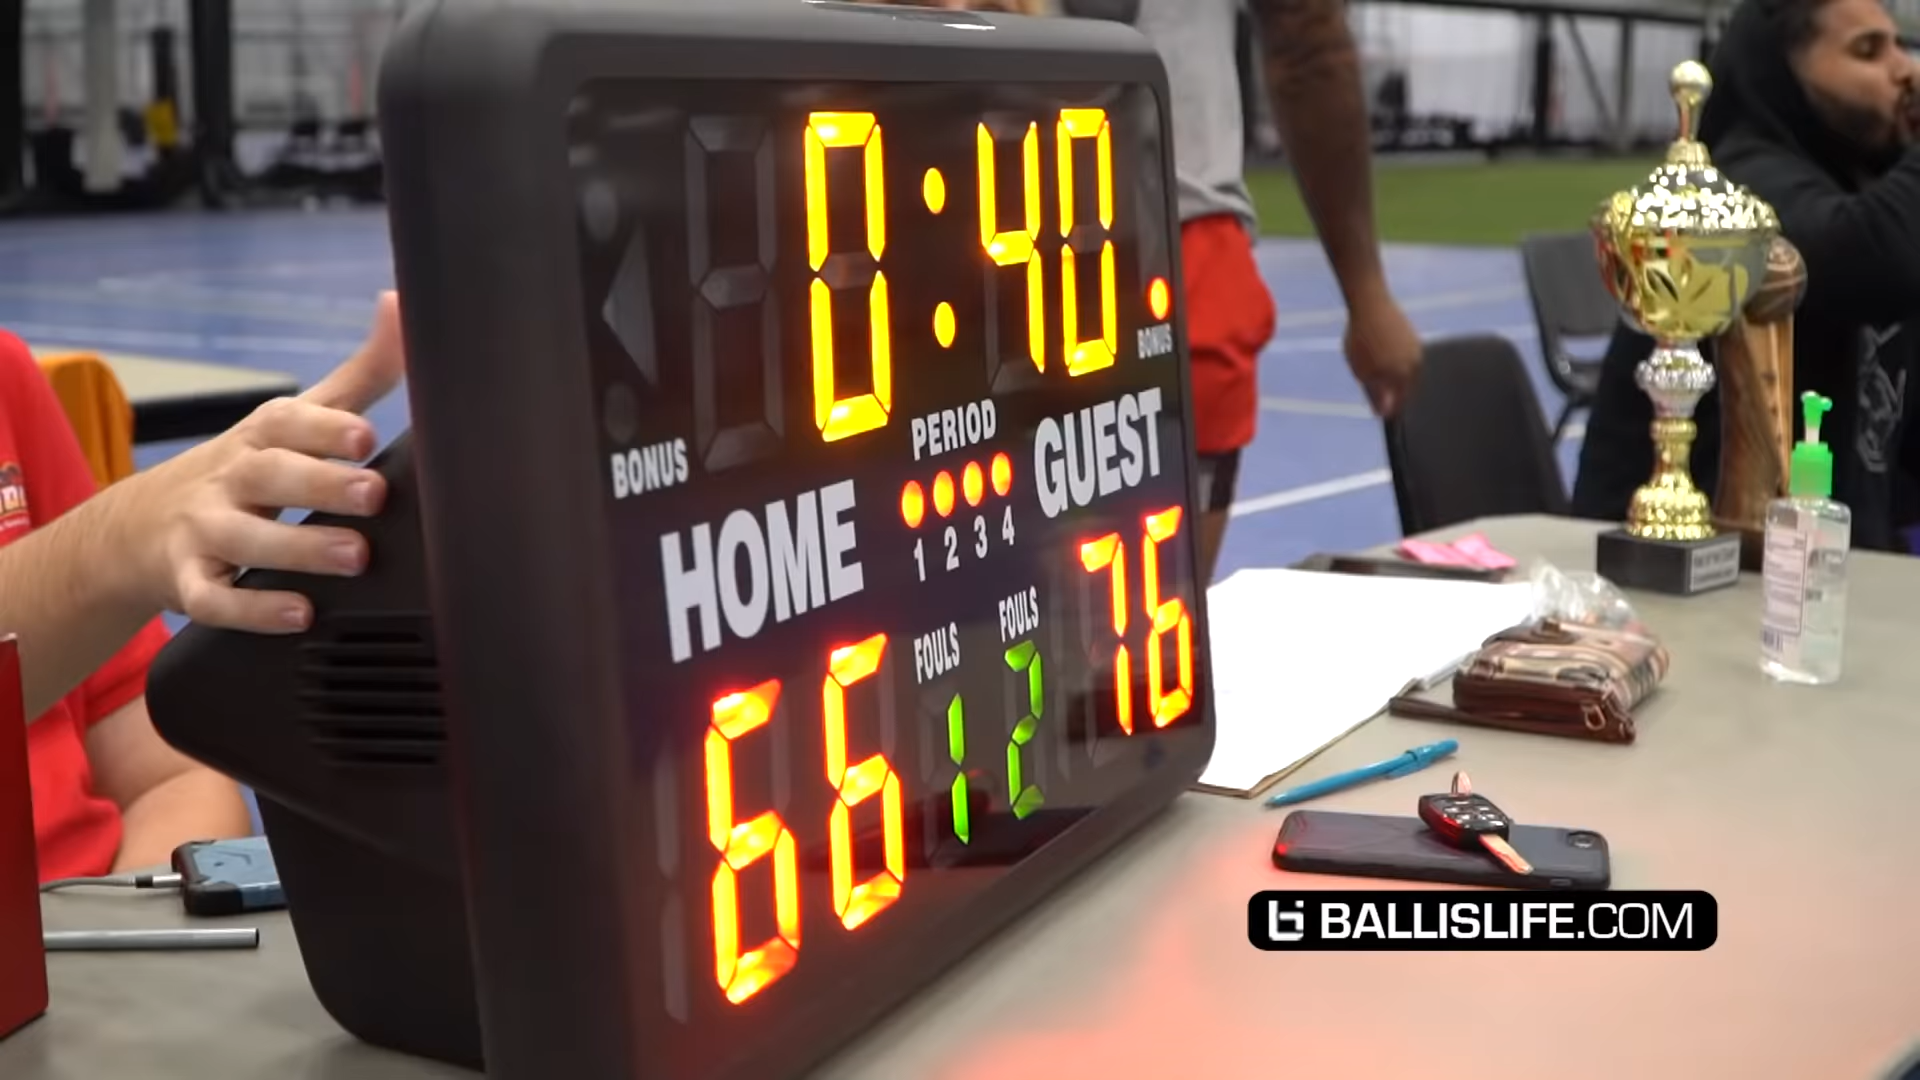 0:40
BONUS
BONUS
PERIOD
HOME
GUEST
1 2 3 4
FOULS
FOULS
66
1
2
76
BALLISLIFE.COM